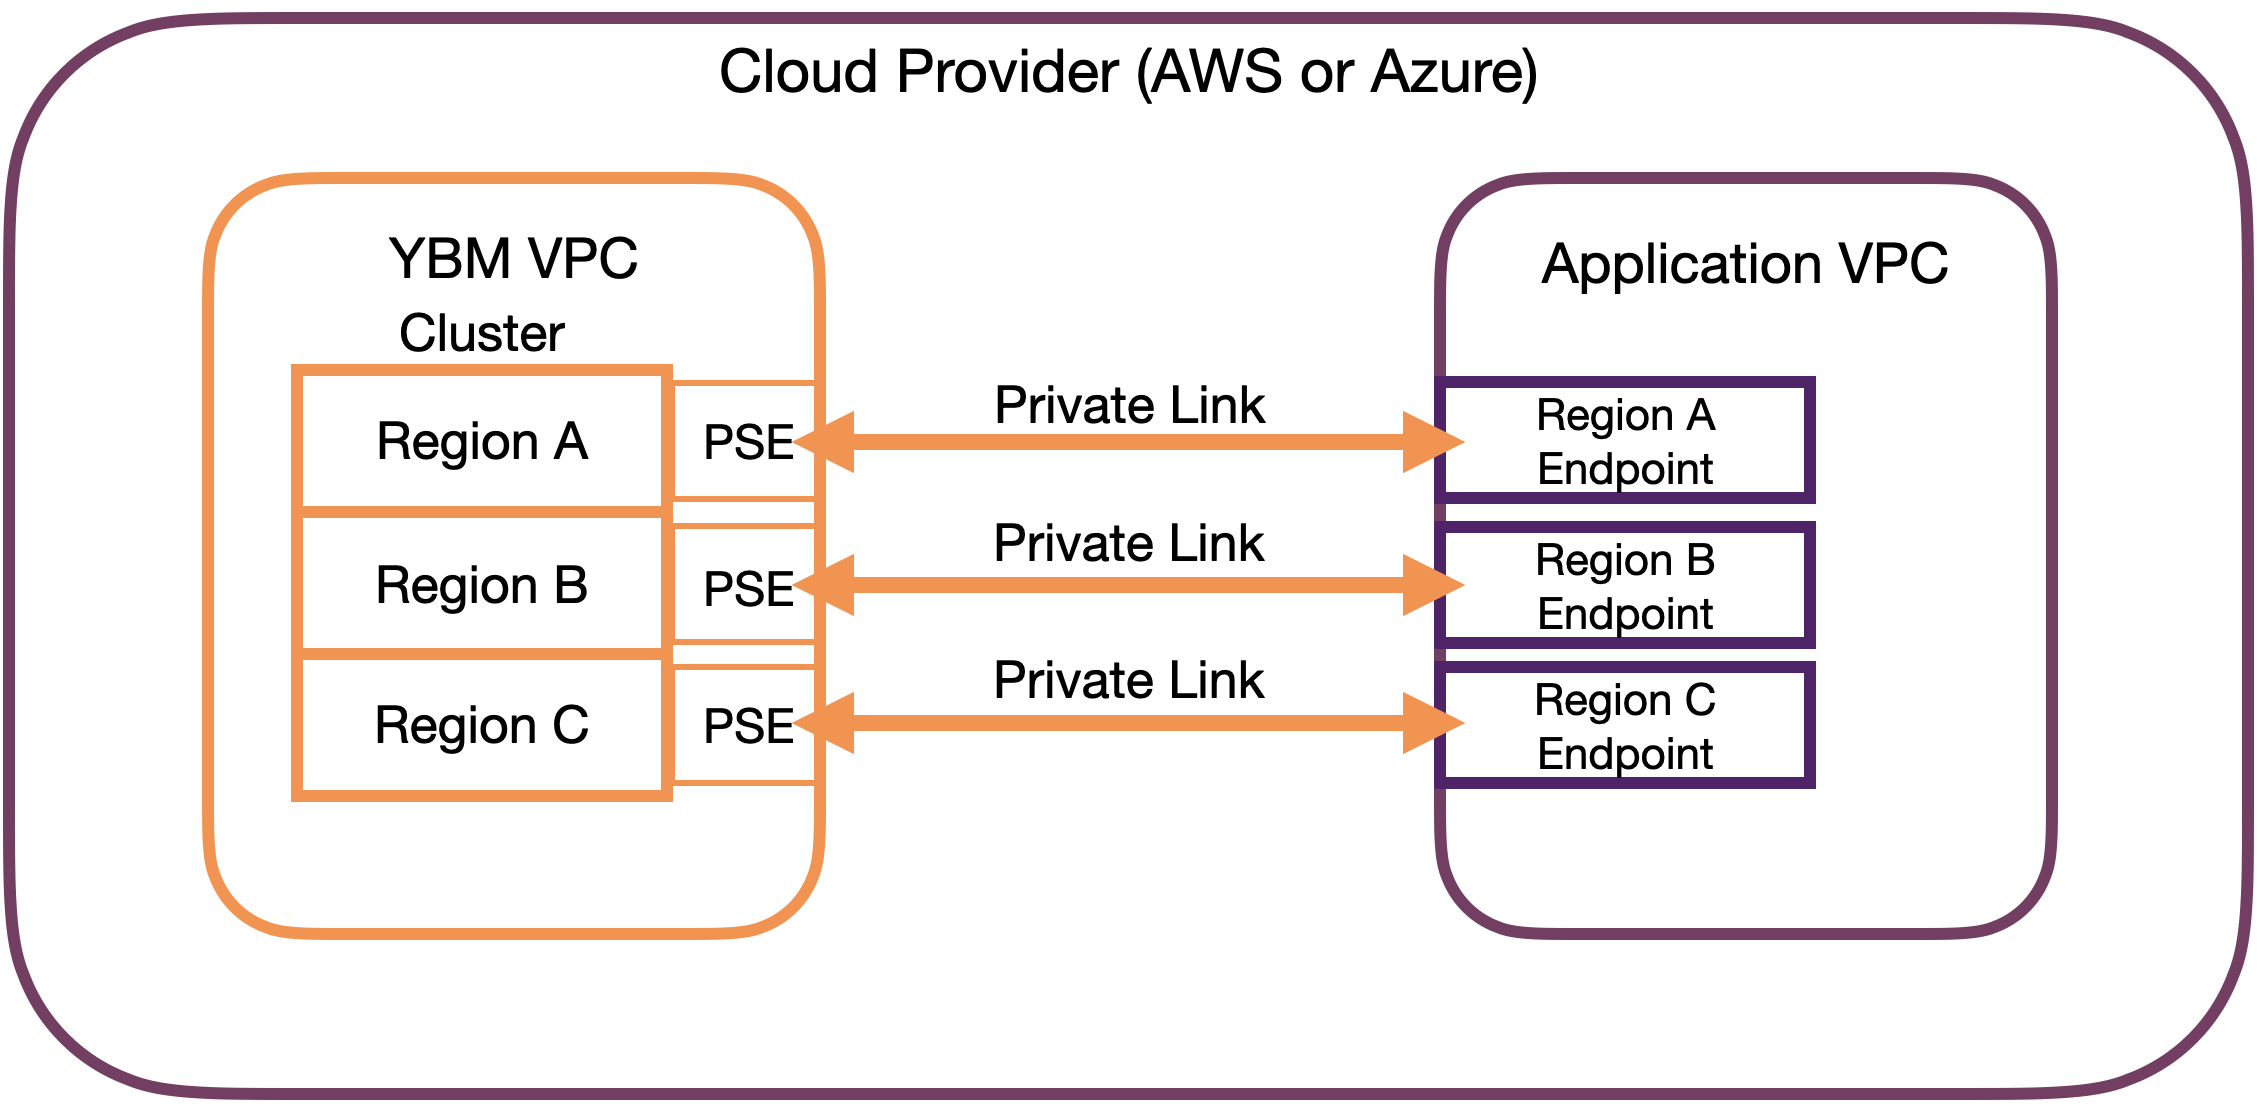 Cloud Provider (AWS or Azure)
YBM VPC
Cluster
Region A
PSE
Region B
PSE
Region C
PSE
Private Link
Private Link
Private Link
Application VPC
Region A
Endpoint
Region B
Endpoint
Region C
Endpoint